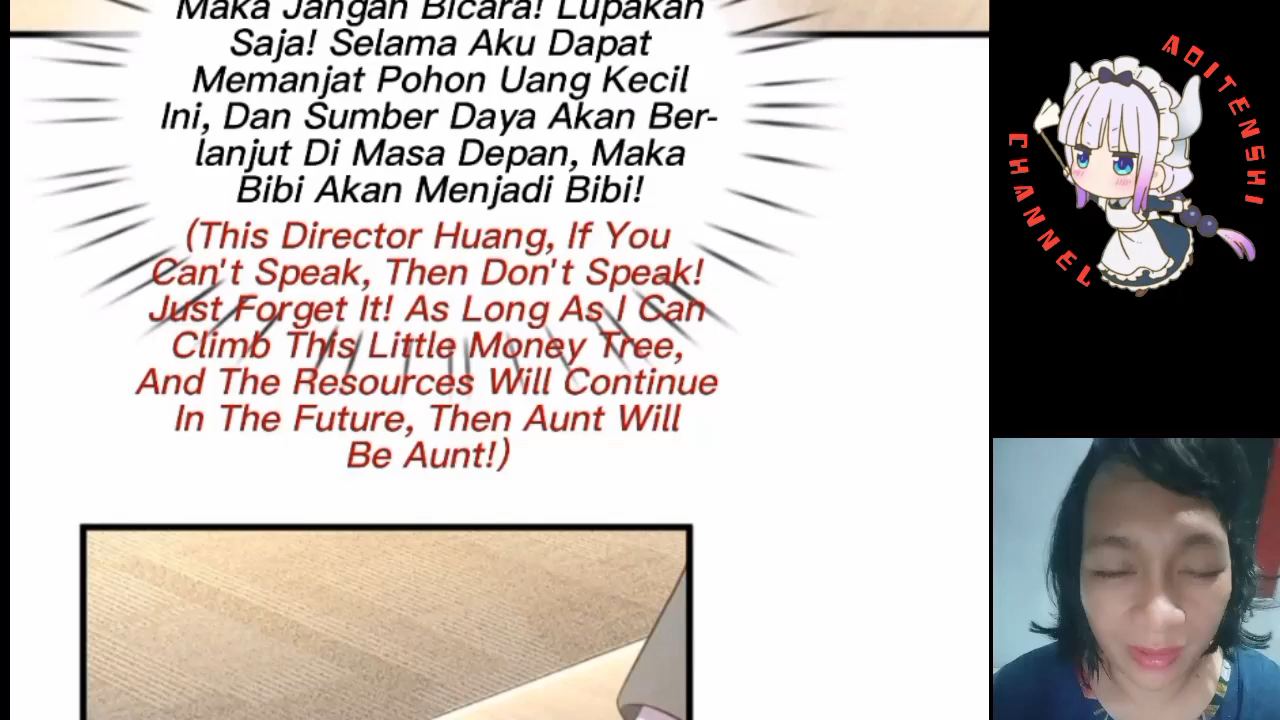 Maka Jangan Bicara! Lupakan
Saja! Selama Aku Dapat
Memanjat Pohon Uang Kecil
Ini, Dan Sumber Daya Akan Ber-
lanjut Di Masa Depan, Maka
Bibi Akan Menjadi Bibi!
(This Director Huang, If You
Can't Speak, Then Don't Speak!
Just Forget It! As Long As I Can
Climb This Little Money Tree,
And The Resources Will Continue
In The Future, Then Aunt Will
Be Aunt!)
AOITENSHI
CHANNEL